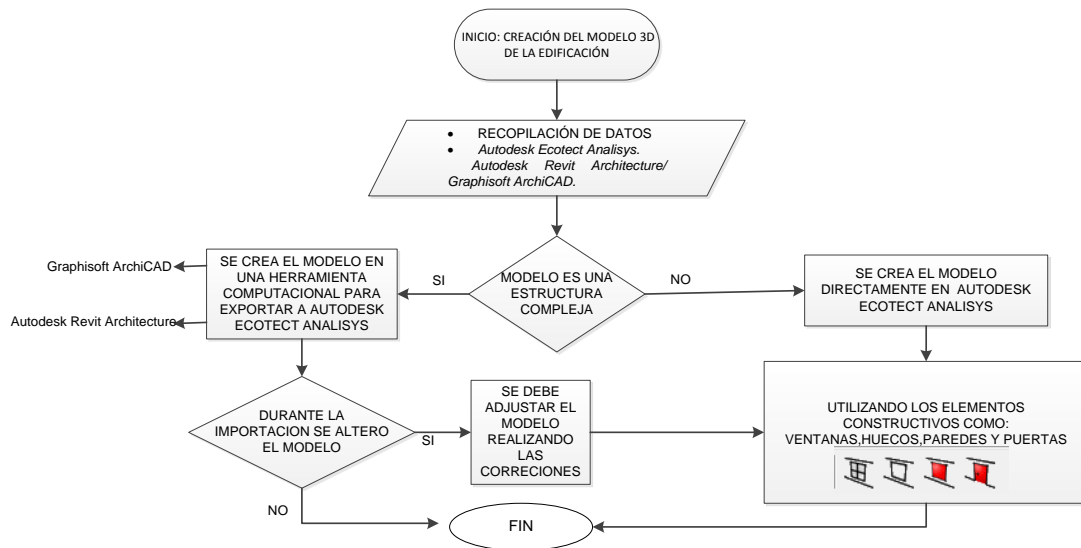 INICIO: CREACIÓN DEL MODELO 3D
DE LA EDIFICACIÓN
• RECOPILACIÓN DE DATOS
• Autodesk Ecotect Analisys.
Autodesk Revit Architecture/
Graphisoft ArchiCAD.
MODELO ES UNA
ESTRUCTURA
COMPLEJA
SI
NO
SE CREA EL MODELO EN
UNA HERRAMIENTA
COMPUTACIONAL PARA
EXPORTAR A AUTODESK
ECOTECT ANALISYS
Graphisoft ArchiCAD
Autodesk Revit Architecture
SE CREA EL MODELO
DIRECTAMENTE EN AUTODESK
ECOTECT ANALISYS
DURANTE LA
IMPORTACION SE ALTERO
EL MODELO
SI
SE DEBE
ADJUSTAR EL
MODELO
REALIZANDO
LAS
CORRECIONES
UTILIZANDO LOS ELEMENTOS
CONSTRUCTIVOS COMO:
VENTANAS,HUECOS,PAREDES Y PUERTAS
NO
FIN